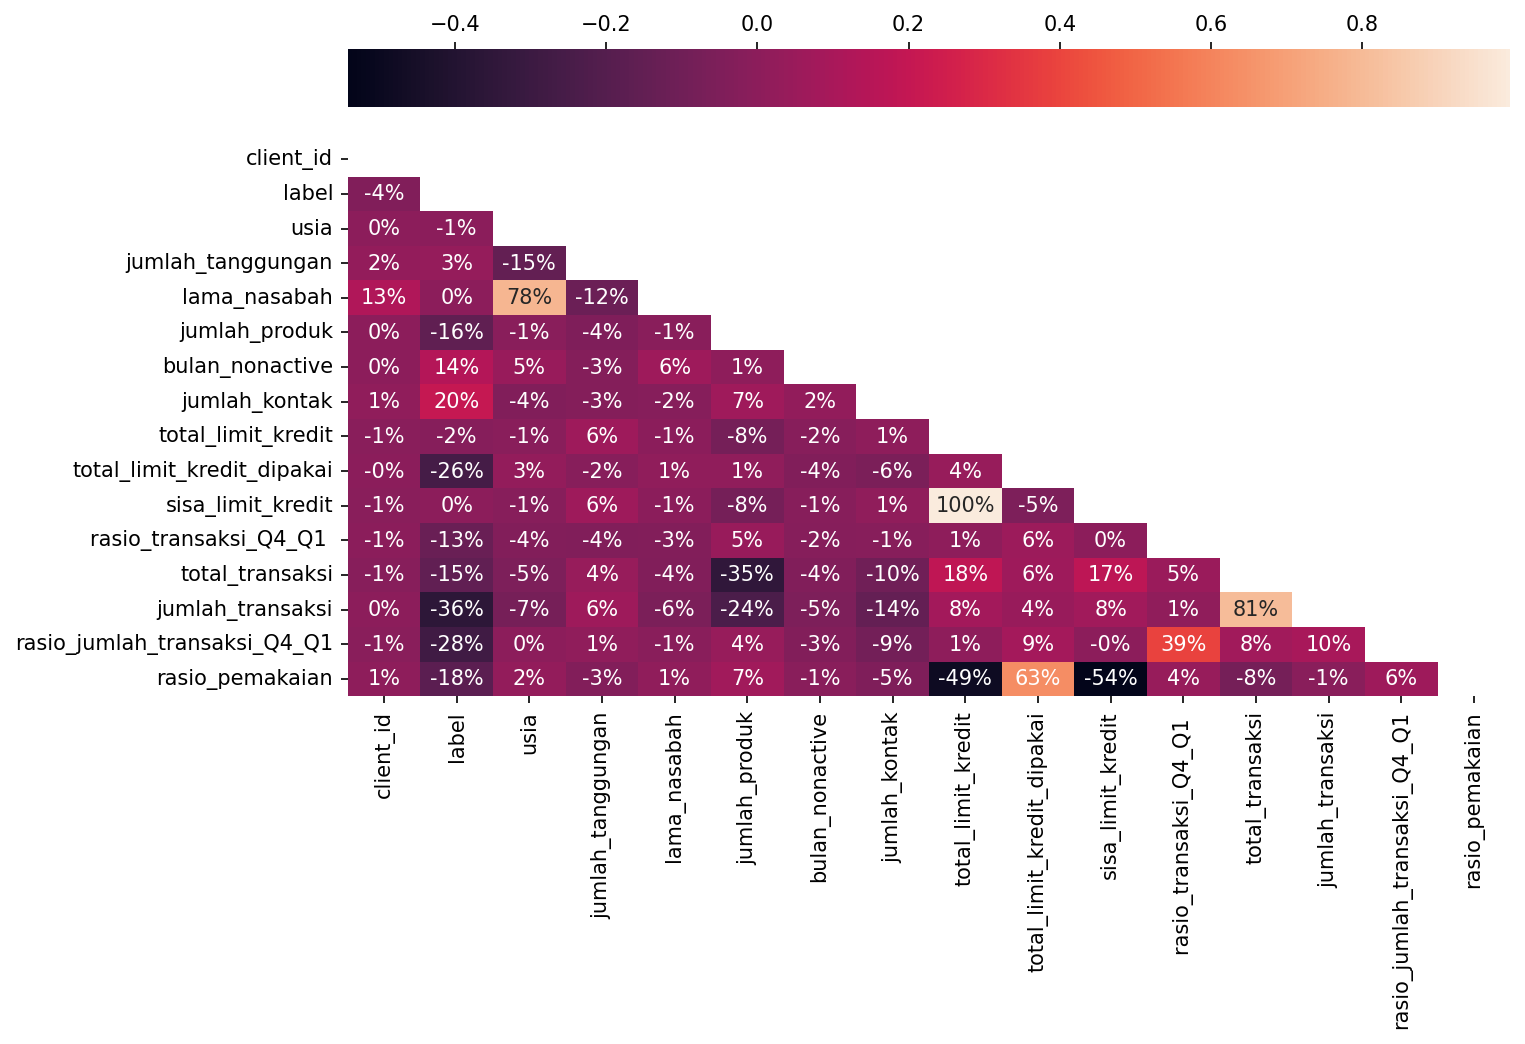 −0.4 −0.2 0.0 0.2 0.4 0.6 0.8
client_id
label -4%
usia 0% -1%
jumlah_tanggungan 2% 3% -15%
lama_nasabah 13% 0% 78% -12%
jumlah_produk 0% -16% -1% -4% -1%
bulan_nonactive 0% 14% 5% -3% 6% 1%
jumlah_kontak 1% 20% -4% -3% -2% 7% 2%
total_limit_kredit -1% -2% -1% 6% -1% -8% -2% 1%
total_limit_kredit_dipakai -0% -26% 3% -2% 1% 1% -4% -6% 4%
sisa_limit_kredit -1% 0% -1% 6% -1% -8% -1% 1% 100% -5%
rasio_transaksi_Q4_Q1 -1% -13% -4% -4% -3% 5% -2% -1% 1% 6% 0%
total_transaksi -1% -15% -5% 4% -4% -35% -4% -10% 18% 6% 17% 5%
jumlah_transaksi 0% -36% -7% 6% -6% -24% -5% -14% 8% 4% 8% 1% 81%
rasio_jumlah_transaksi_Q4_Q1 -1% -28% 0% 1% -1% 4% -3% -9% 1% 9% -0% 39% 8% 10%
rasio_pemakaian 1% -18% 2% -3% 1% 7% -1% -5% -49% 63% -54% 4% -8% -1% 6%
client_id
label
usia
jumlah_tanggungan
lama_nasabah
jumlah_produk
bulan_nonactive
jumlah_kontak
total_limit_kredit
total_limit_kredit_dipakai
sisa_limit_kredit
rasio_transaksi_Q4_Q1
total_transaksi
jumlah_transaksi
rasio_jumlah_transaksi_Q4_Q1
rasio_pemakaian